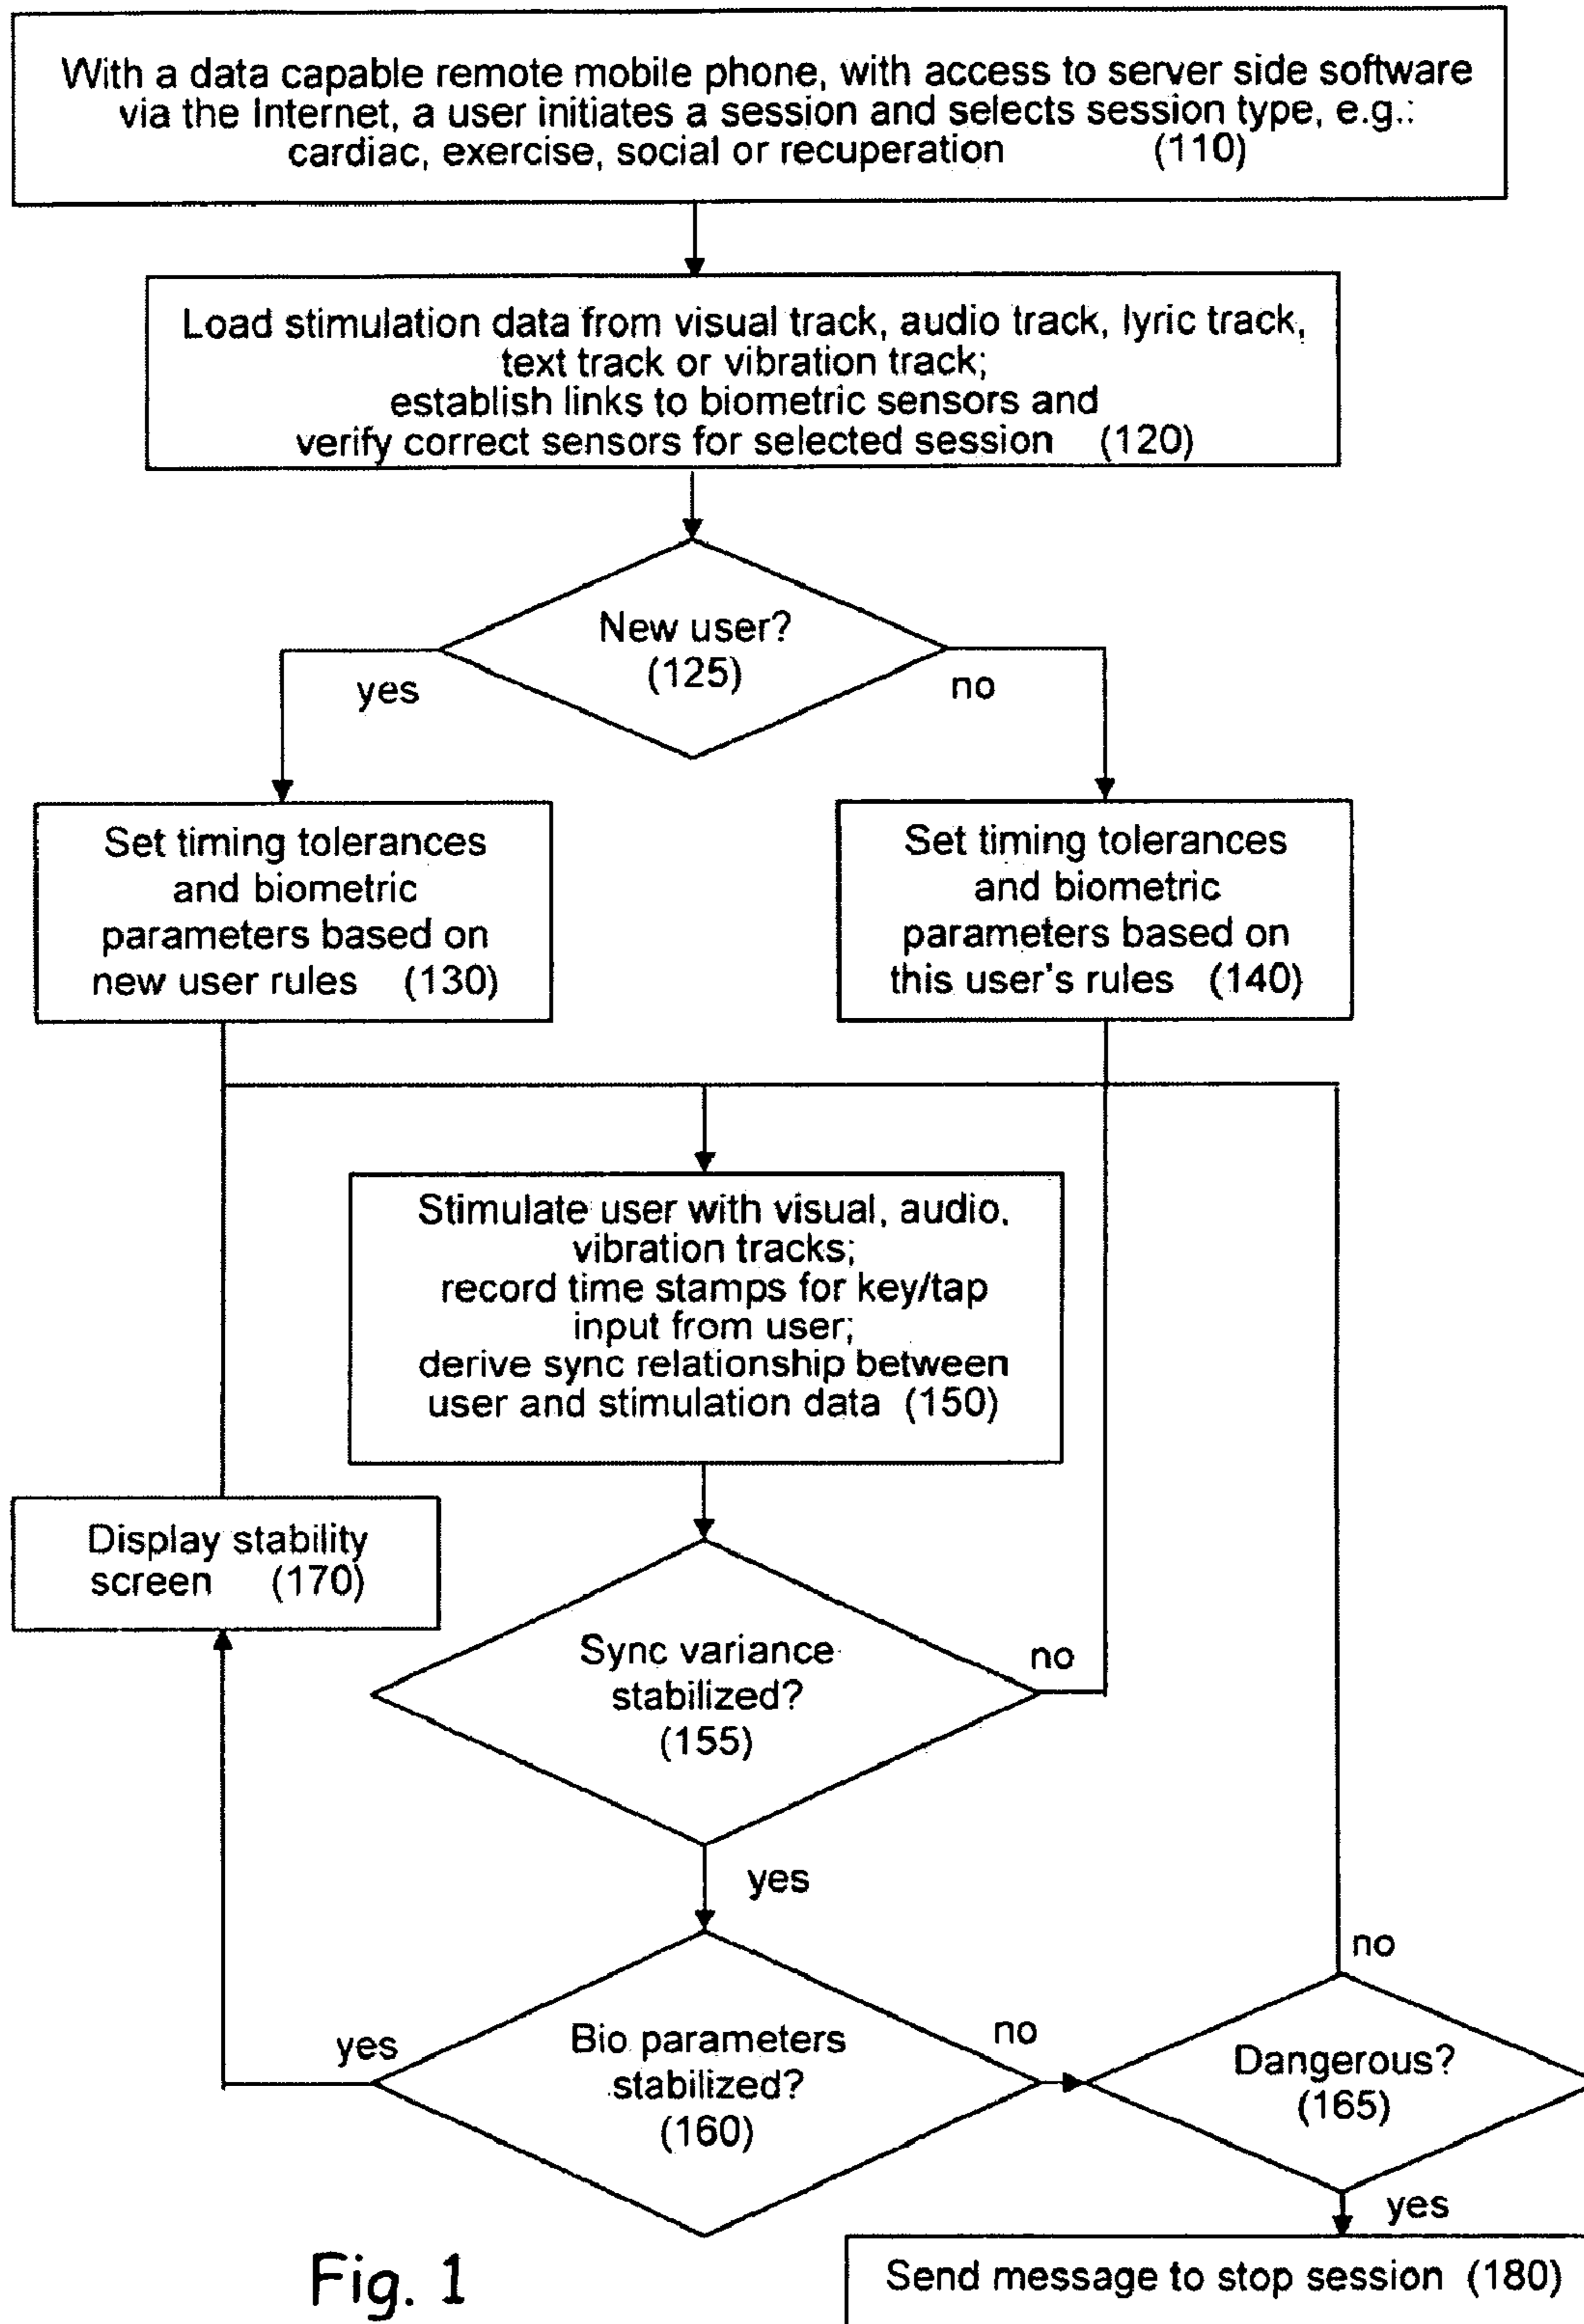 With a data capable remote mobile phone, with access to server side software
via the Internet, a user initiates a session and selects session type, e.g.:
cardiac, exercise, social or recuperation (110)
Load stimulation data from visual track, audio track, lyric track,
text track or vibration track;
establish links to biometric sensors and
verify correct sensors for selected session (120)
New user?
(125)
yes
no
Set timing tolerances
and biometric
parameters based on
new user rules (130)
Set timing tolerances
and biometric
parameters based on
this user's rules (140)
Stimulate user with visual, audio,
vibration tracks;
record time stamps for key/tap
input from user;
derive sync relationship between
user and stimulation data (150)
Display stability
screen (170)
Sync variance
stabilized?
(155)
no
yes
no
Bio parameters
stabilized?
(160)
yes
no
Dangerous?
(165)
yes
Send message to stop session (180)
Fig. 1